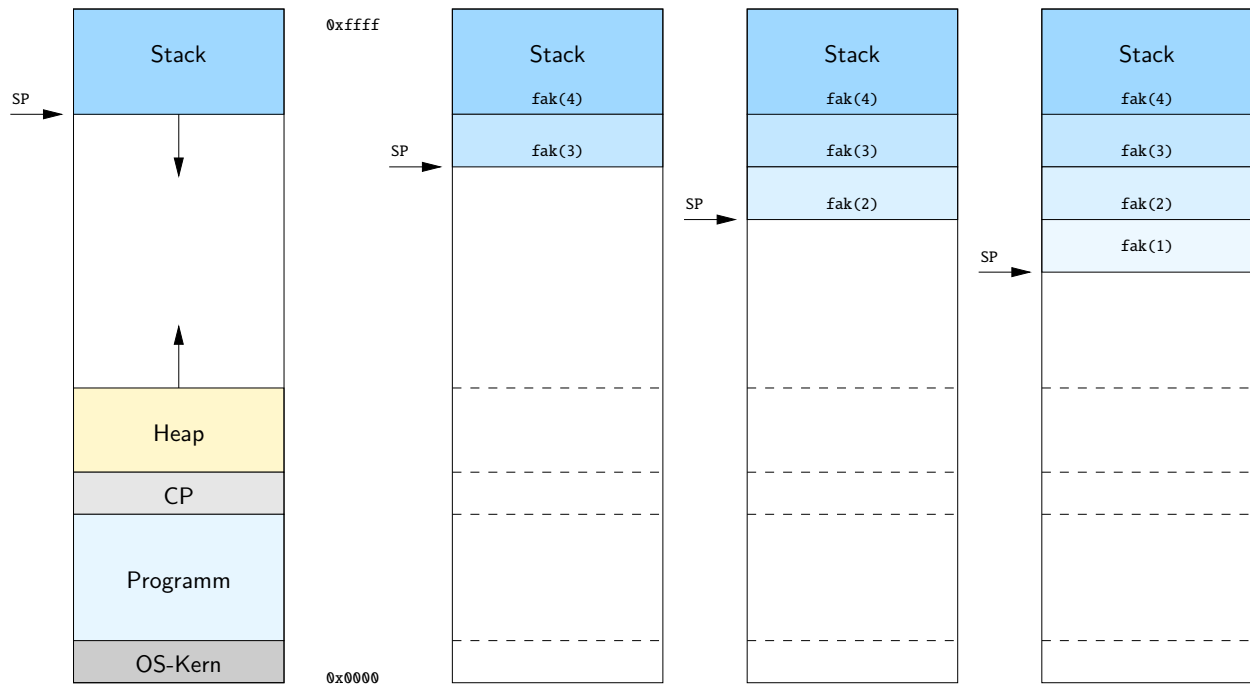 0xffff
Stack
SP
Heap
CP
Programm
OS-Kern
0x0000
Stack
fak(4)
fak(3)
SP
Stack
fak(4)
fak(3)
fak(2)
SP
Stack
fak(4)
fak(3)
fak(2)
fak(1)
SP